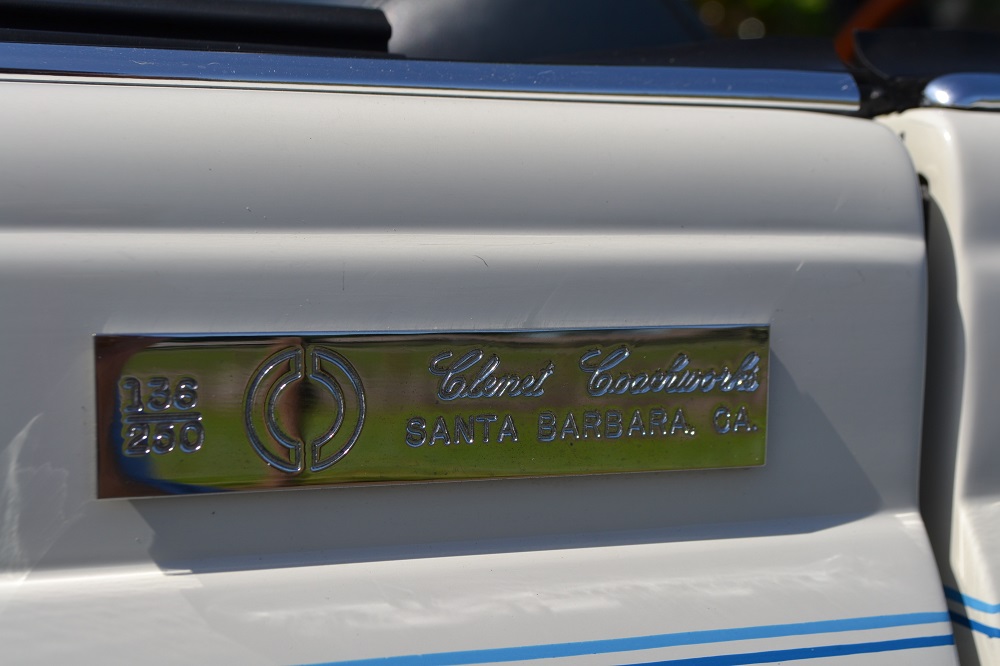 136
250
Clenet Coachworks
SANTA BARBARA, CA.